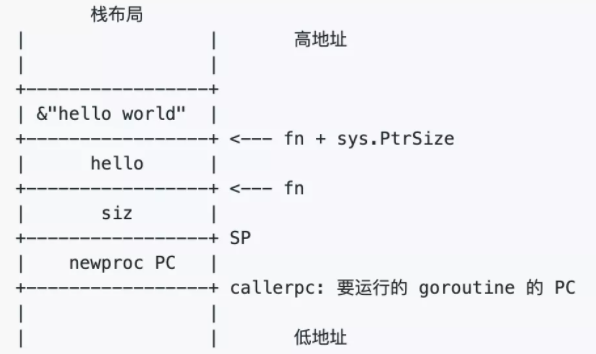 栈布局
| | 高地址
| |
+-----------------+
| &"hello world" |
+-----------------+ <--- fn + sys.PtrSize
| hello |
+-----------------+ <--- fn
| siz |
+-----------------+ SP
| newproc PC |
+-----------------+ callerpc: 要运行的 goroutine 的 PC
| |
| | 低地址